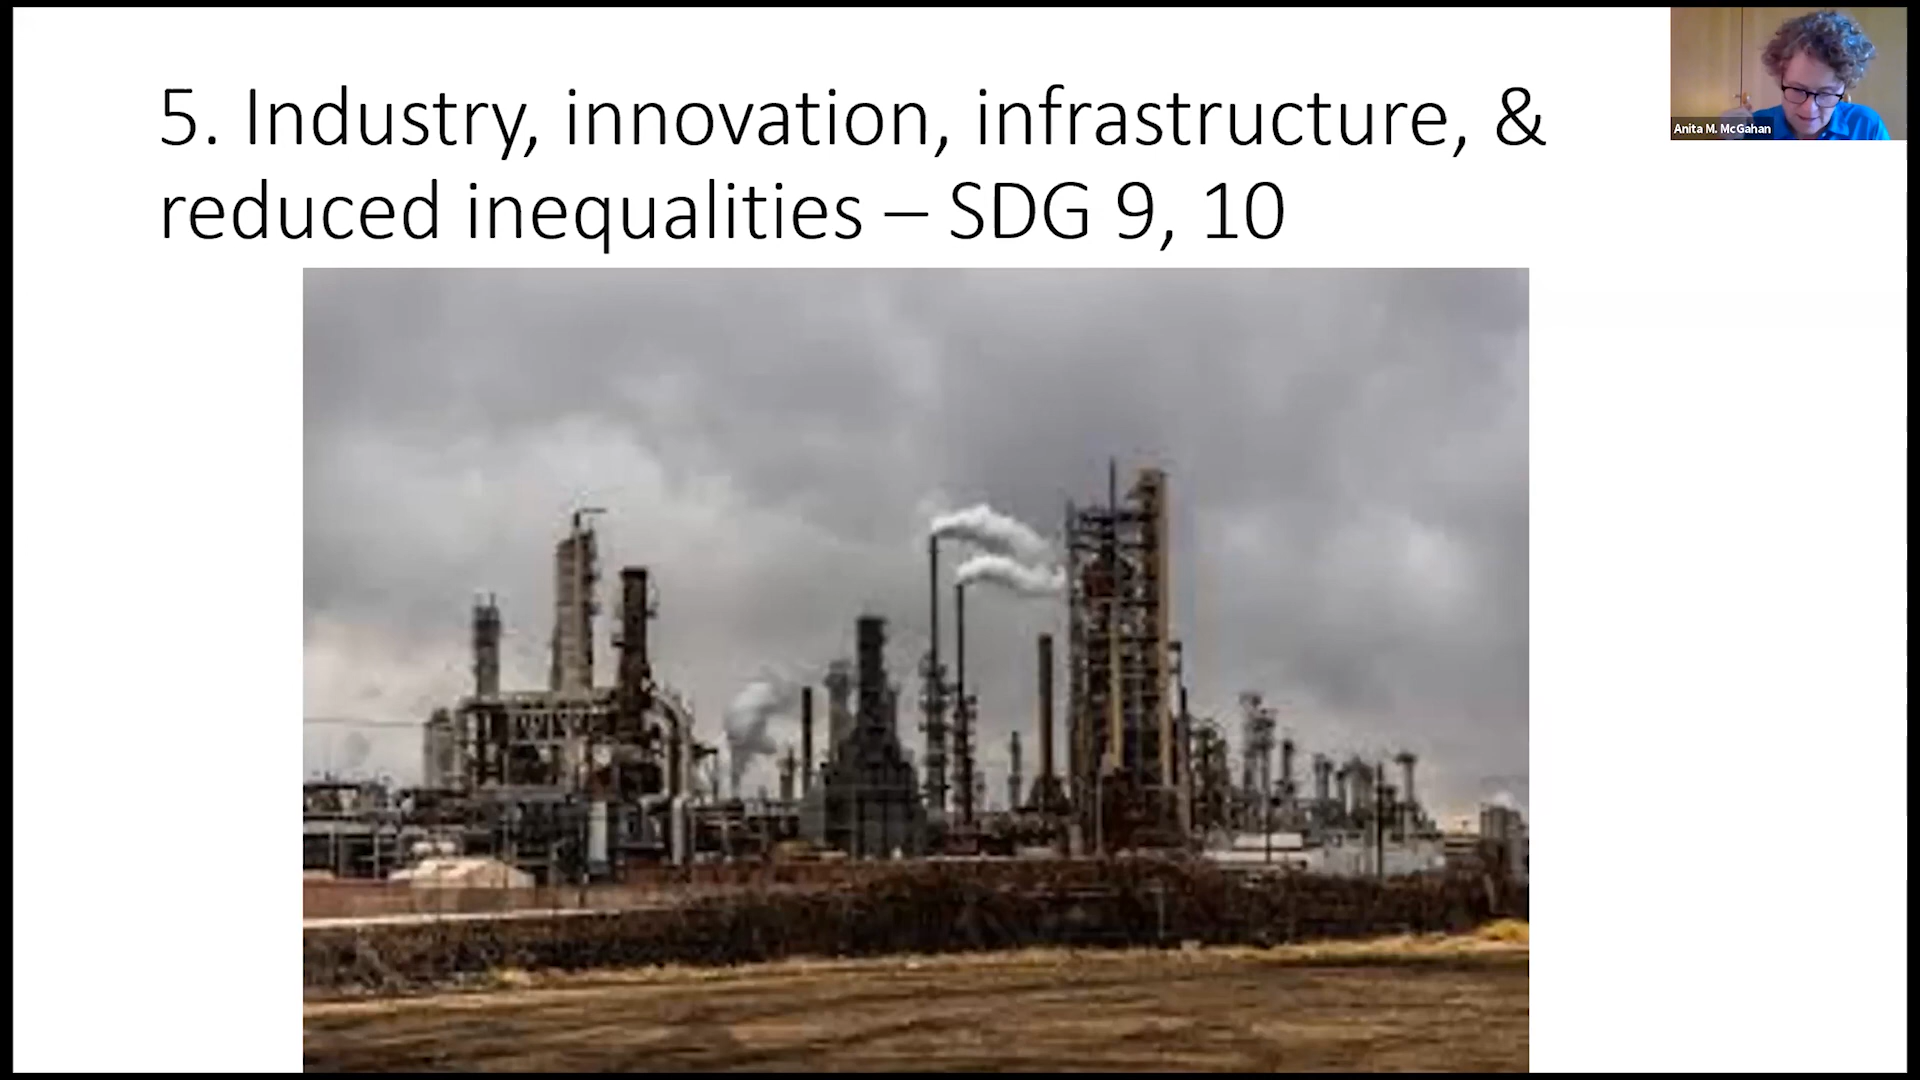 5. Industry, innovation, infrastructure, &
reduced inequalities – SDG 9, 10
Anita M. McGahan